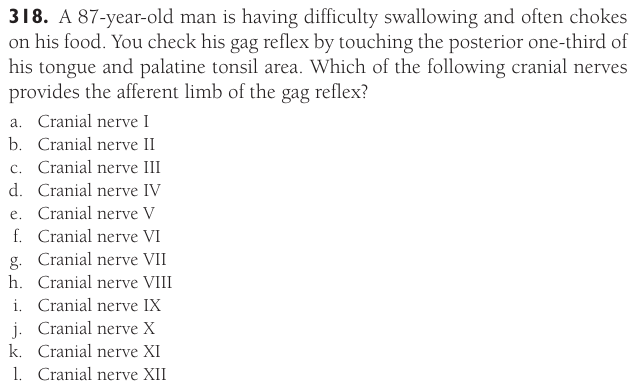 318. A 87-year-old man is having difficulty swallowing and often chokes
on his food. You check his gag reflex by touching the posterior one-third of
his tongue and palatine tonsil area. Which of the following cranial nerves
provides the afferent limb of the gag reflex?
a. Cranial nerve I
b. Cranial nerve II
c. Cranial nerve III
d. Cranial nerve IV
e. Cranial nerve V
f. Cranial nerve VI
g. Cranial nerve VII
h. Cranial nerve VIII
i. Cranial nerve IX
j. Cranial nerve X
k. Cranial nerve XI
l. Cranial nerve XII